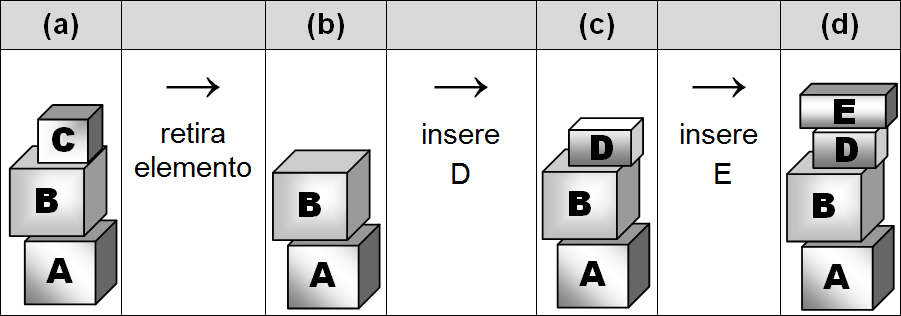 (a) (b) (c) (d)
→ → →
retira insere insere
elemento D E
C D E
D
B B B B
A A A A